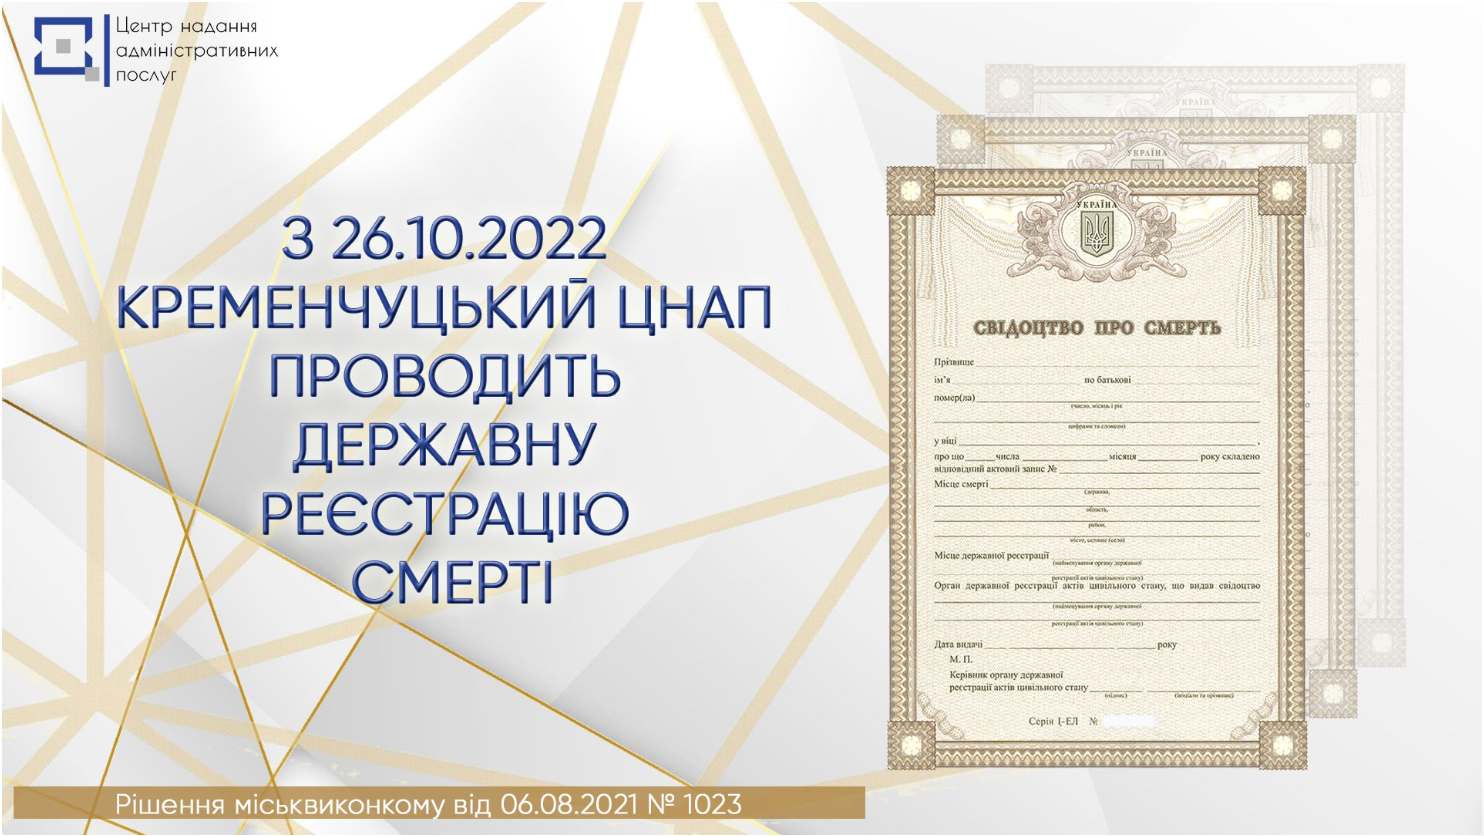 Центр надання
адміністративних
послуг
З 26.10.2022
КРЕМЕНЧУЦЬКИЙ ЦНАП
ПРОВОДИТЬ
ДЕРЖАВНУ
РЕЄСТРАЦІЮ
СМЕРТІ
Рішення міськвиконкому від 06.08.2021 № 1023
УКРАЇНА
УКРАЇНА
УКРАЇНА
СВІДОЦТВО ПРО СМЕРТЬ
Прізвище
ім'я по батькові
помер(ла)
(число, місяць і рік
цифрами та словами)
у віці ,
про що числа місяця року складено
відповідний актовий запис №
Місце смерті
(держава,
область,
район,
місто, селище (село)
Місце державної реєстрації
(найменування органу державної
реєстрації актів цивільного стану)
Орган державної реєстрації актів цивільного стану, що видав свідоцтво
(найменування органу державної
реєстрації актів цивільного стану)
Дата видачі року
М. П.
Керівник органу державної
реєстрації актів цивільного стану
(підпис) (ініціали та прізвище)
Серія І-ЕЛ №